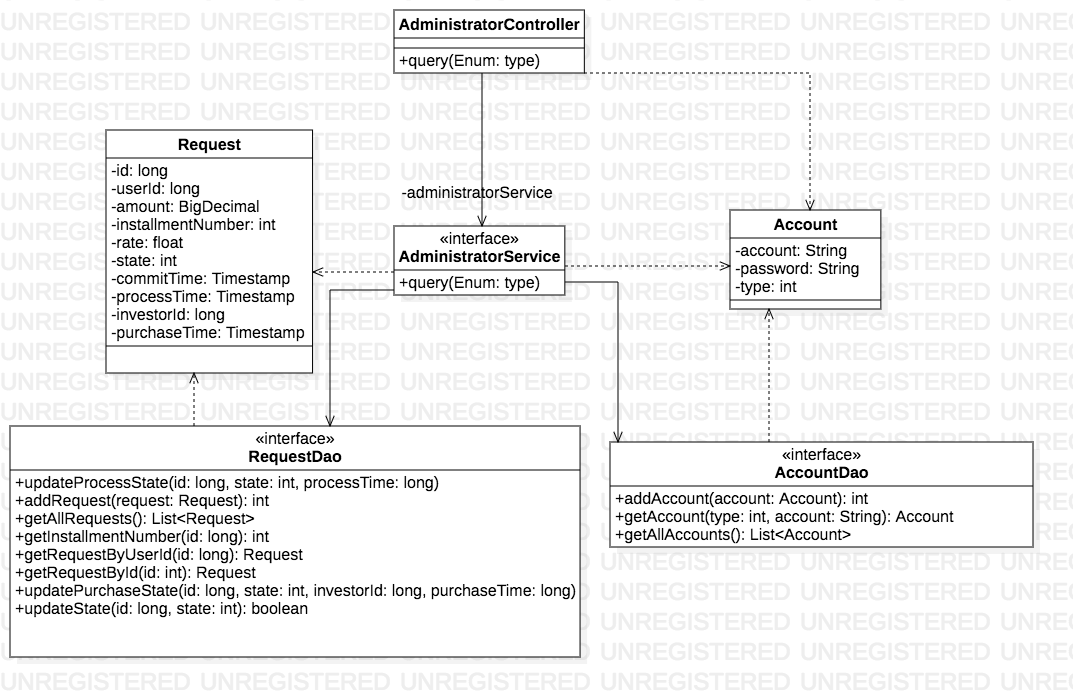 AdministratorController
+query(Enum: type)
Request
-id: long
-userId: long
-amount: BigDecimal
-installmentNumber: int
-rate: float
-state: int
-commitTime: Timestamp
-processTime: Timestamp
-investorId: long
-purchaseTime: Timestamp
-administratorService
«interface»
AdministratorService
+query(Enum: type)
Account
-account: String
-password: String
-type: int
«interface»
RequestDao
+updateProcessState(id: long, state: int, processTime: long)
+addRequest(request: Request): int
+getAllRequests(): List<Request>
+getInstallmentNumber(id: long): int
+getRequestByUserId(id: long): Request
+getRequestById(id: int): Request
+updatePurchaseState(id: long, state: int, investorId: long, purchaseTime: long)
+updateState(id: long, state: int): boolean
«interface»
AccountDao
+addAccount(account: Account): int
+getAccount(type: int, account: String): Account
+getAllAccounts(): List<Account>
UNREGISTERED